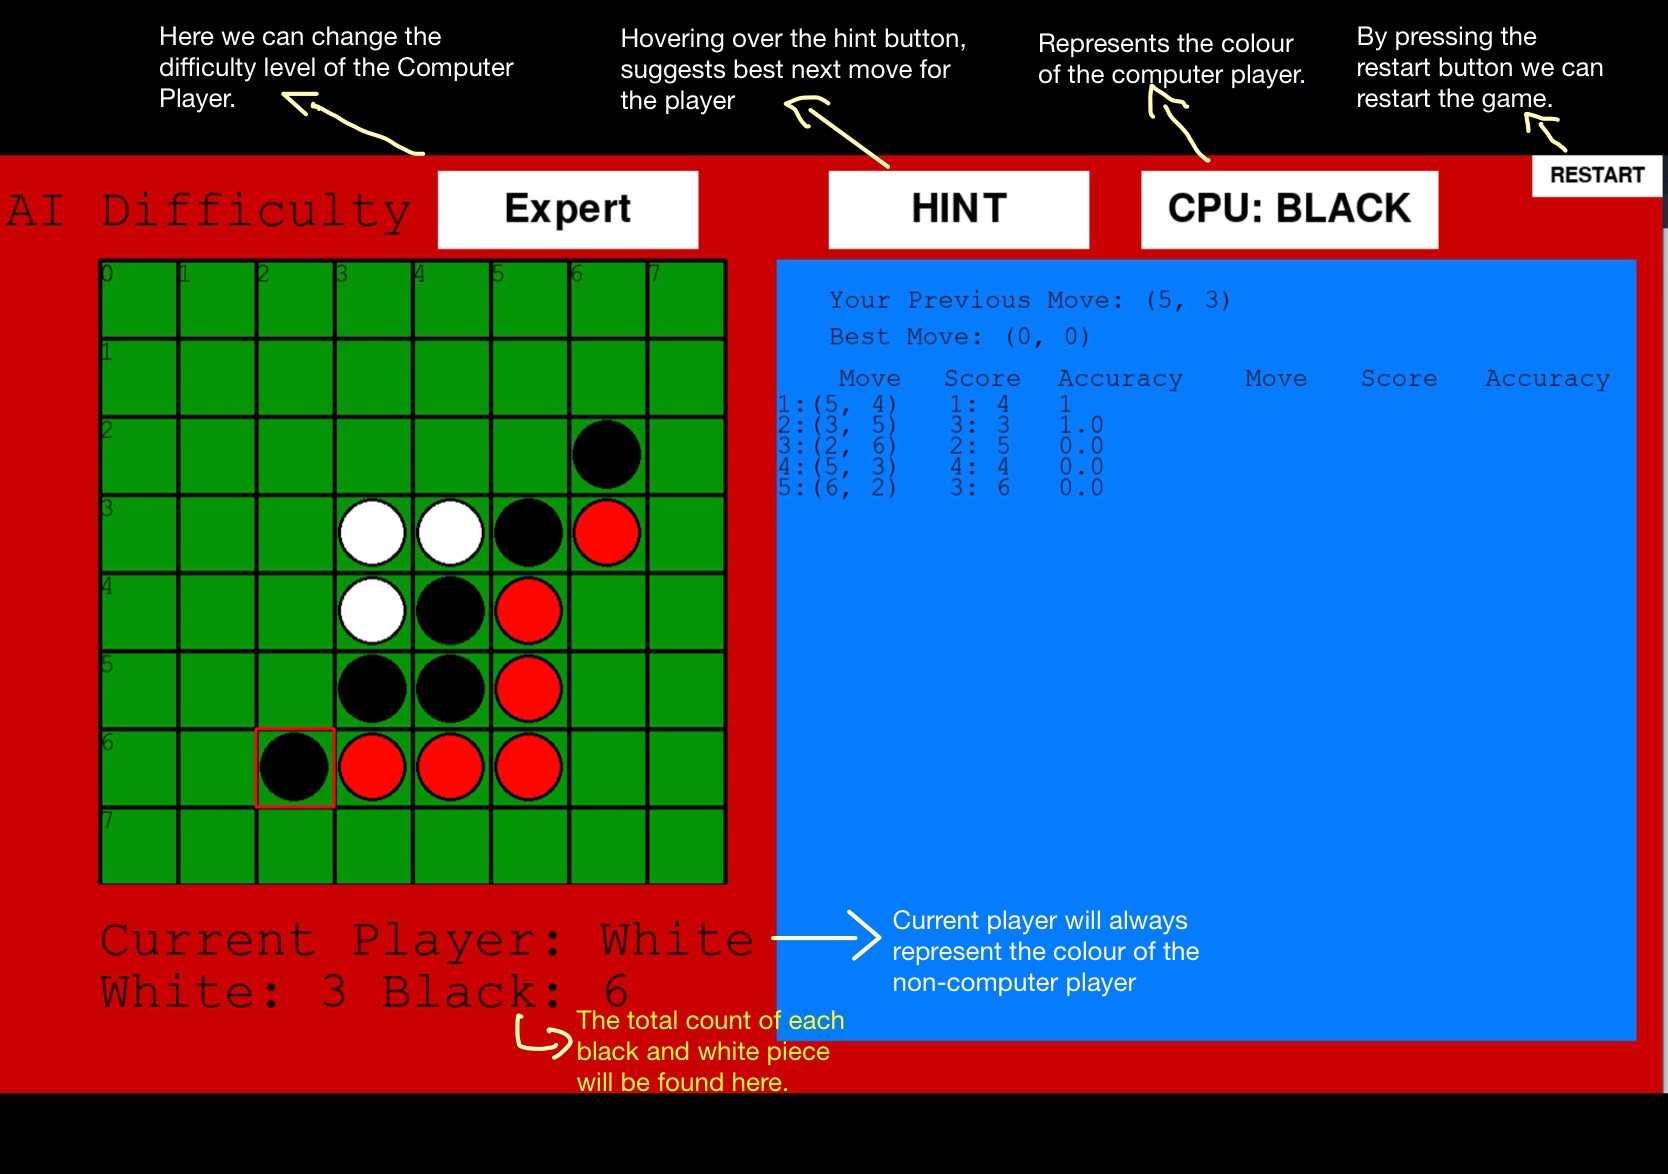 Here we can change the
difficulty level of the Computer
Player.
Hovering over the hint button,
suggests best next move for
the player
Represents the colour
of the computer player.
By pressing the
restart button we can
restart the game.
RESTART
AI Difficulty
Expert
HINT
CPU: BLACK
0 1 2 3 4 5 6 7
1
2
3
4
5
6
7
Your Previous Move: (5, 3)
Best Move: (0, 0)
Move Score Accuracy Move Score Accuracy
1:(5, 4) 1: 4 1
2:(3, 5) 3: 3 1.0
3:(2, 6) 2: 5 0.0
4:(5, 3) 4: 4 0.0
5:(6, 2) 3: 6 0.0
Current Player: White
White: 3 Black: 6
Current player will always
represent the colour of the
non-computer player
The total count of each
black and white piece
will be found here.